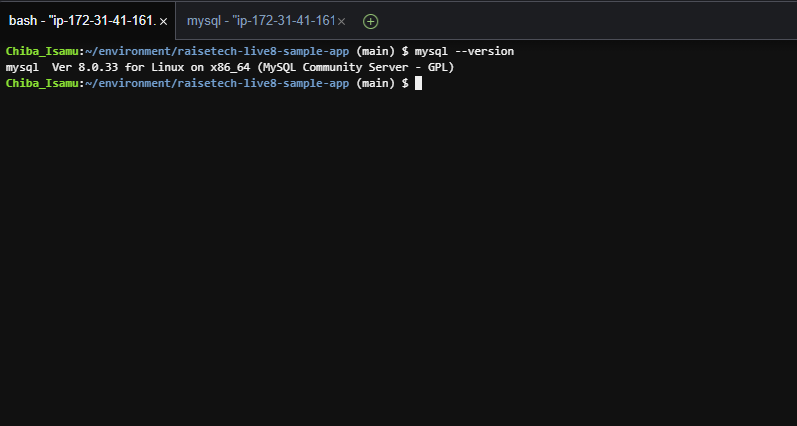 bash - "ip-172-31-41-161. × mysql - "ip-172-31-41-161 ×
Chiba_Isamu:~/environment/raisetech-live8-sample-app (main) $ mysql --version
mysql  Ver 8.0.33 for Linux on x86_64 (MySQL Community Server - GPL)
Chiba_Isamu:~/environment/raisetech-live8-sample-app (main) $